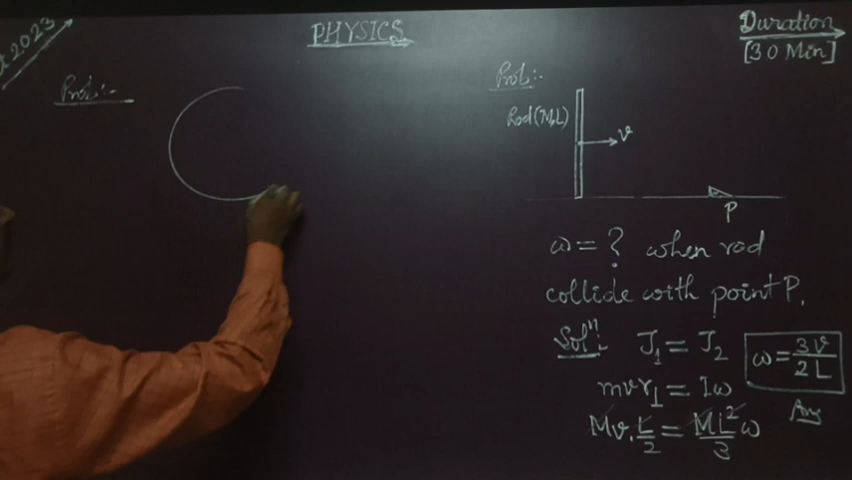 2023
PHYSICS
Duration
[30 Min]
Prob:-
Prob:-
Rod(M,L)
v
P
ω = ? when rod
collide with point P.
Solⁿ: J₁ = J₂
mvr⊥ = Iω
Mv.L/2 = ML²/3 ω
ω = 3v/2L
Ans